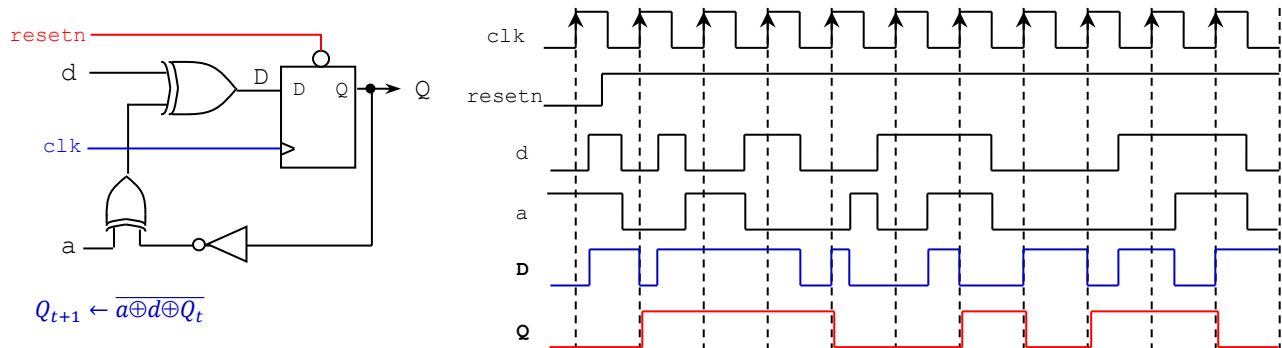 resetn
d
D
D Q
Q
clk
a
Q_{t+1} ← \overline{a⊕d⊕Q_t}
clk
resetn
d
a
D
Q